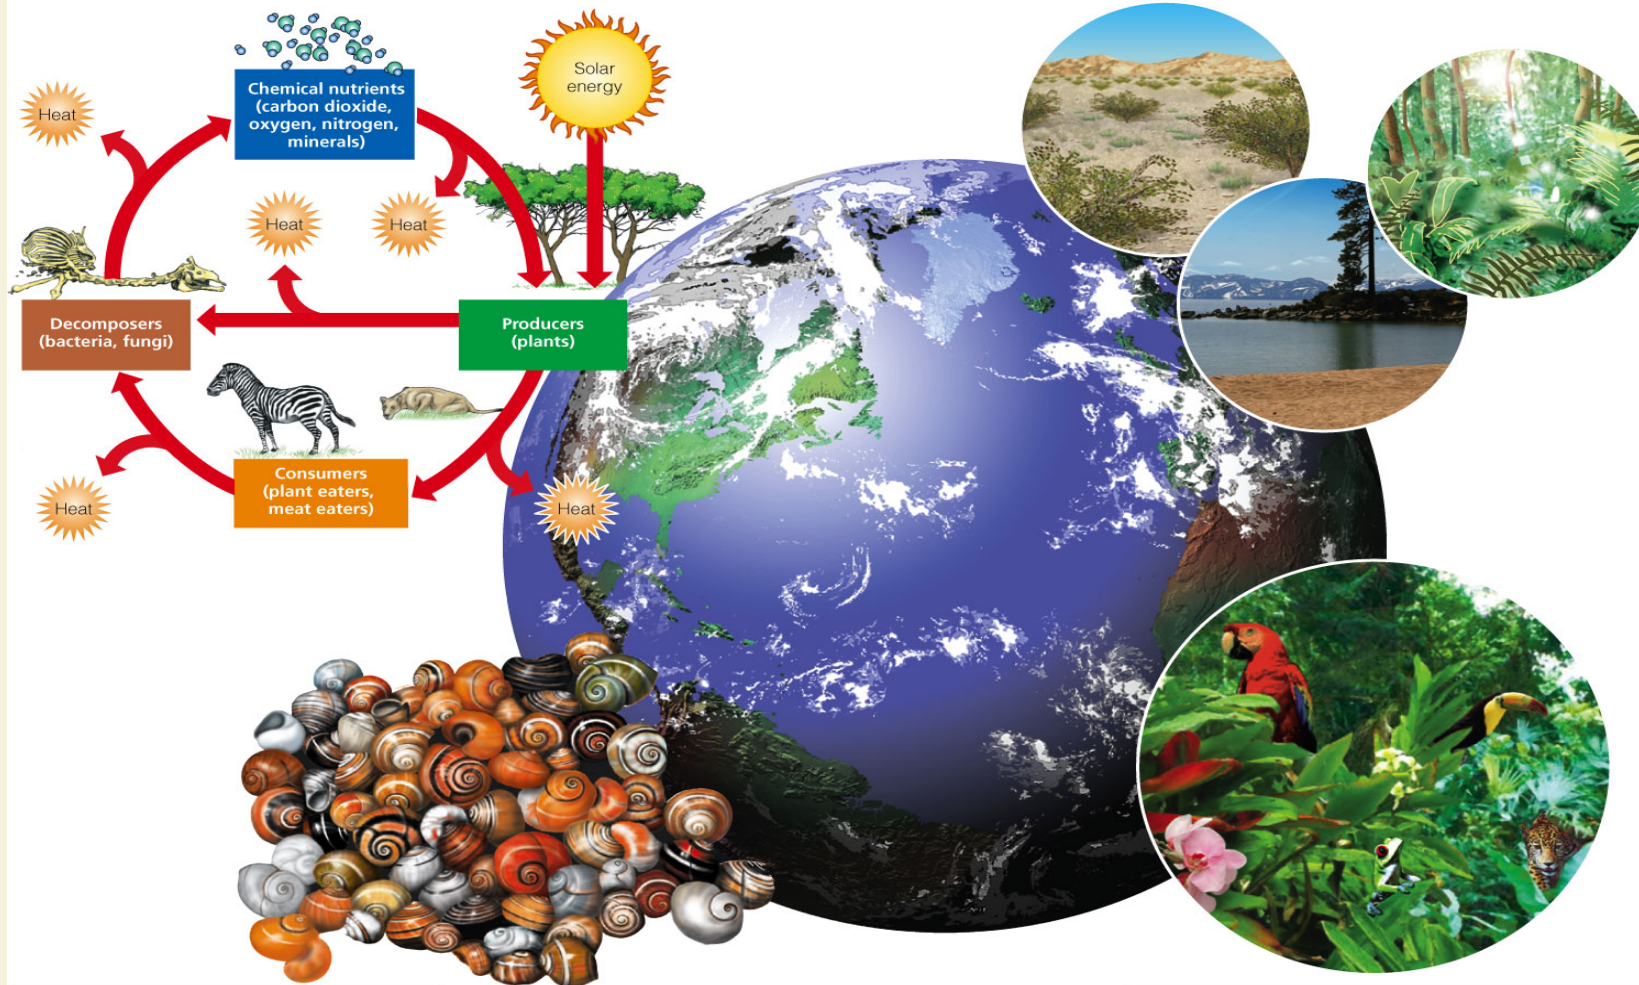 Solar
energy
Chemical nutrients
(carbon dioxide,
oxygen, nitrogen,
minerals)
Heat
Heat
Heat
Decomposers
(bacteria, fungi)
Producers
(plants)
Consumers
(plant eaters,
meat eaters)
Heat
Heat